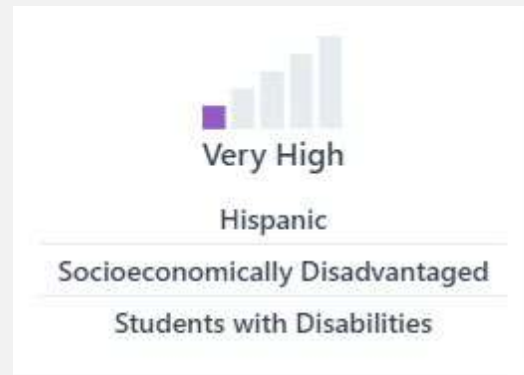 Very High
Hispanic
Socioeconomically Disadvantaged
Students with Disabilities